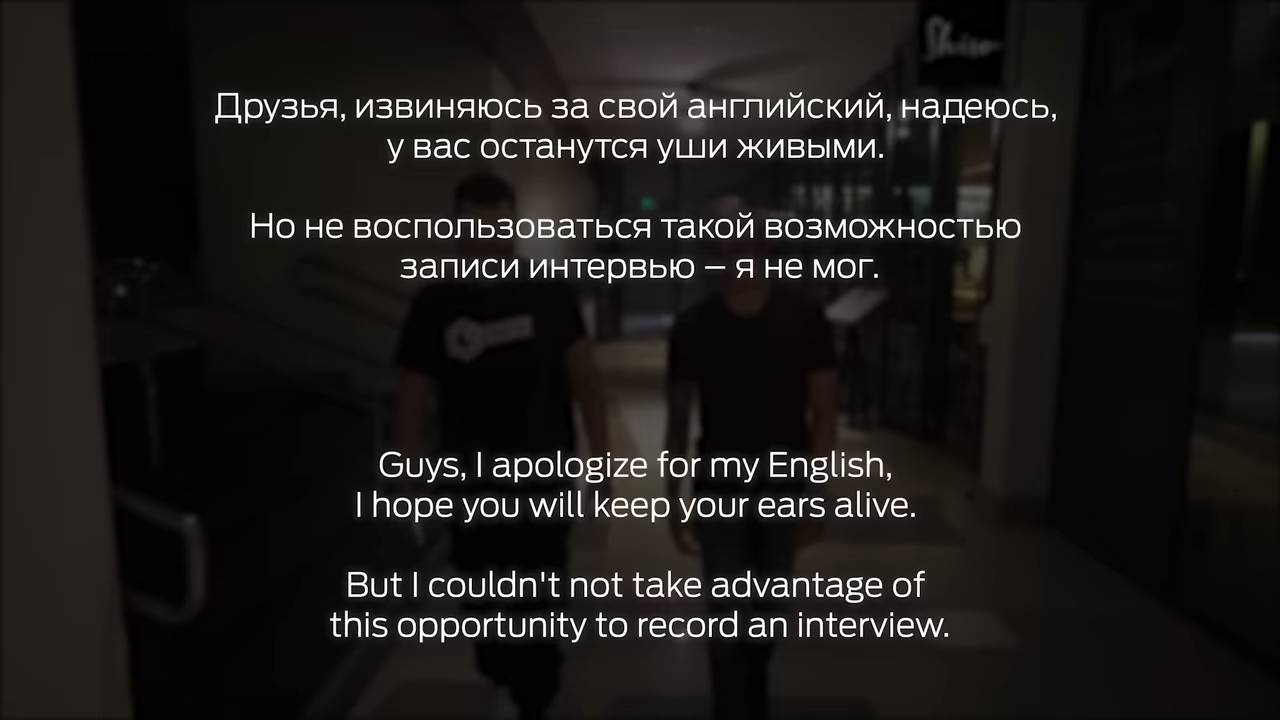 Shiso
Друзья, извиняюсь за свой английский, надеюсь,
у вас останутся уши живыми.
Но не воспользоваться такой возможностью
записи интервью – я не мог.
Guys, I apologize for my English,
I hope you will keep your ears alive.
But I couldn't not take advantage of
this opportunity to record an interview.